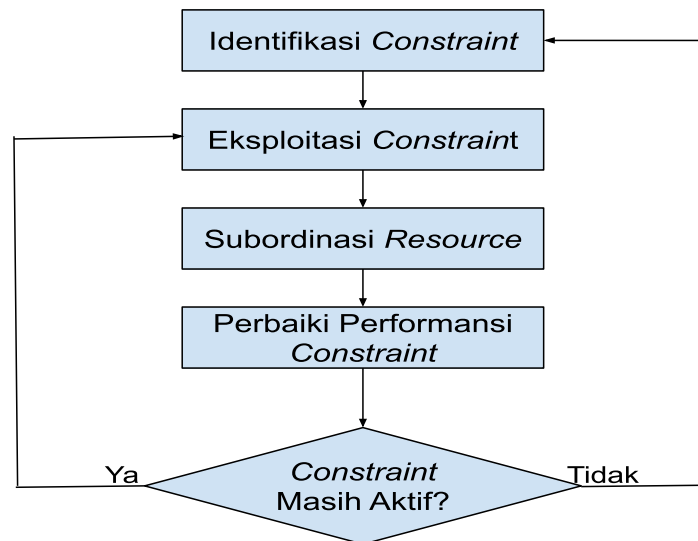 Identifikasi Constraint
Eksploitasi Constraint
Subordinasi Resource
Perbaiki Performansi
Constraint
Ya
Constraint
Tidak
Masih Aktif?